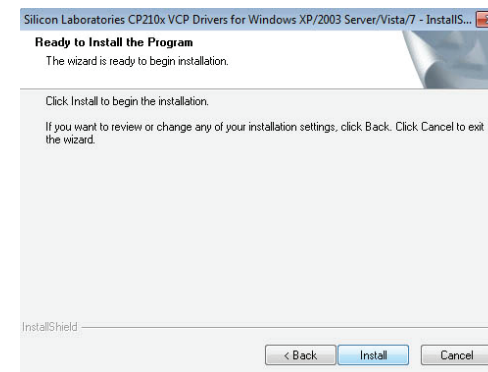 Silicon Laboratories CP210x VCP Drivers for Windows XP/2003 Server/Vista/7 - InstallS...
Ready to Install the Program
The wizard is ready to begin installation.
Click Install to begin the installation.
If you want to review or change any of your installation settings, click Back. Click Cancel to exit
the wizard.
InstallShield
< Back Install Cancel